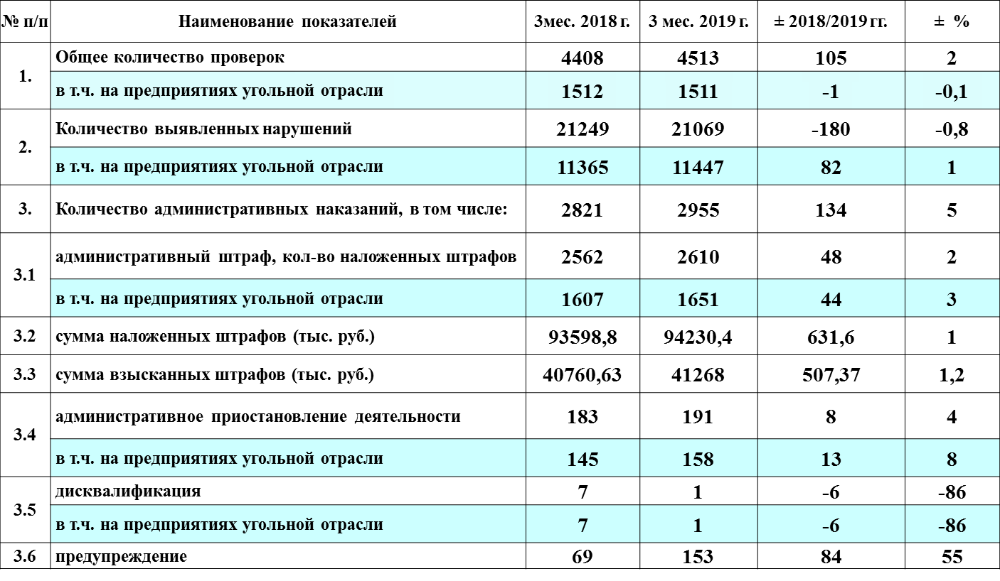 № п/п Наименование показателей 3мес. 2018 г. 3 мес. 2019 г. ± 2018/2019 гг. ± %
1. Общее количество проверок 4408 4513 105 2
в т.ч. на предприятиях угольной отрасли 1512 1511 -1 -0,1
2. Количество выявленных нарушений 21249 21069 -180 -0,8
в т.ч. на предприятиях угольной отрасли 11365 11447 82 1
3. Количество административных наказаний, в том числе: 2821 2955 134 5
3.1 административный штраф, кол-во наложенных штрафов 2562 2610 48 2
в т.ч. на предприятиях угольной отрасли 1607 1651 44 3
3.2 сумма наложенных штрафов (тыс. руб.) 93598,8 94230,4 631,6 1
3.3 сумма взысканных штрафов (тыс. руб.) 40760,63 41268 507,37 1,2
3.4 административное приостановление деятельности 183 191 8 4
в т.ч. на предприятиях угольной отрасли 145 158 13 8
3.5 дисквалификация 7 1 -6 -86
в т.ч. на предприятиях угольной отрасли 7 1 -6 -86
3.6 предупреждение 69 153 84 55